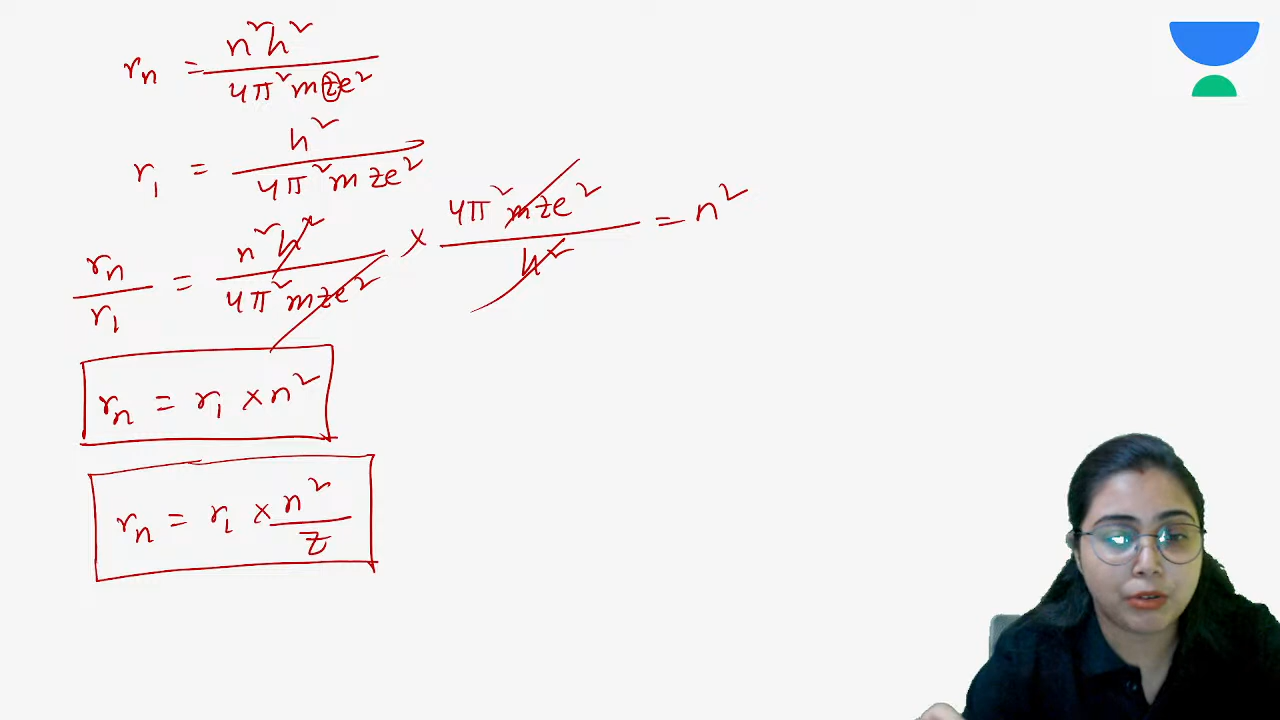 rₙ = n²h² / 4π²mze²
r₁ = h² / 4π²mze²
rₙ / r₁ = n²h² / 4π²mze² × 4π²mze² / h² = n²
rₙ = r₁ × n²
rₙ = r₁ × n² / z